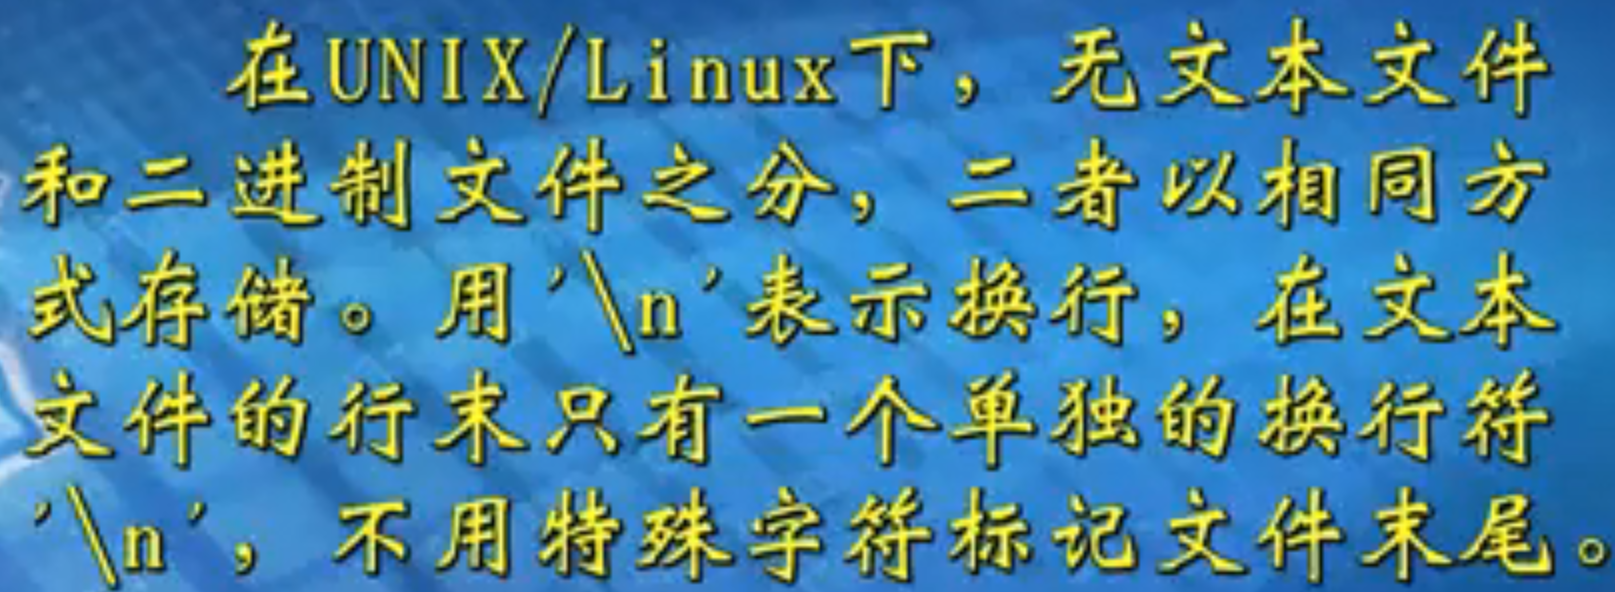 在UNIX/Linux下，无文本文件
和二进制文件之分，二者以相同方
式存储。用'\n'表示换行，在文本
文件的行末只有一个单独的换行符
'\n'，不用特殊字符标记文件末尾。